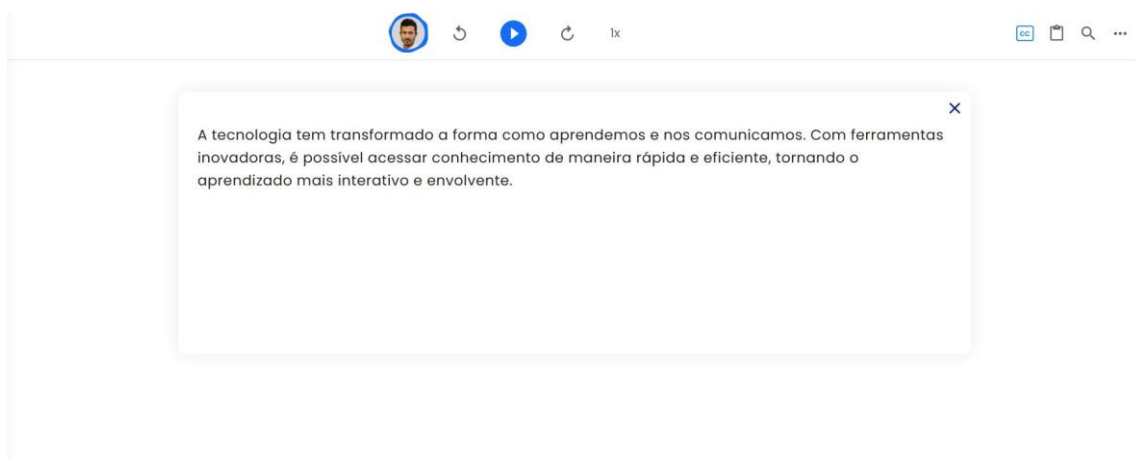 1x
CC
A tecnologia tem transformado a forma como aprendemos e nos comunicamos. Com ferramentas
inovadoras, é possível acessar conhecimento de maneira rápida e eficiente, tornando o
aprendizado mais interativo e envolvente.